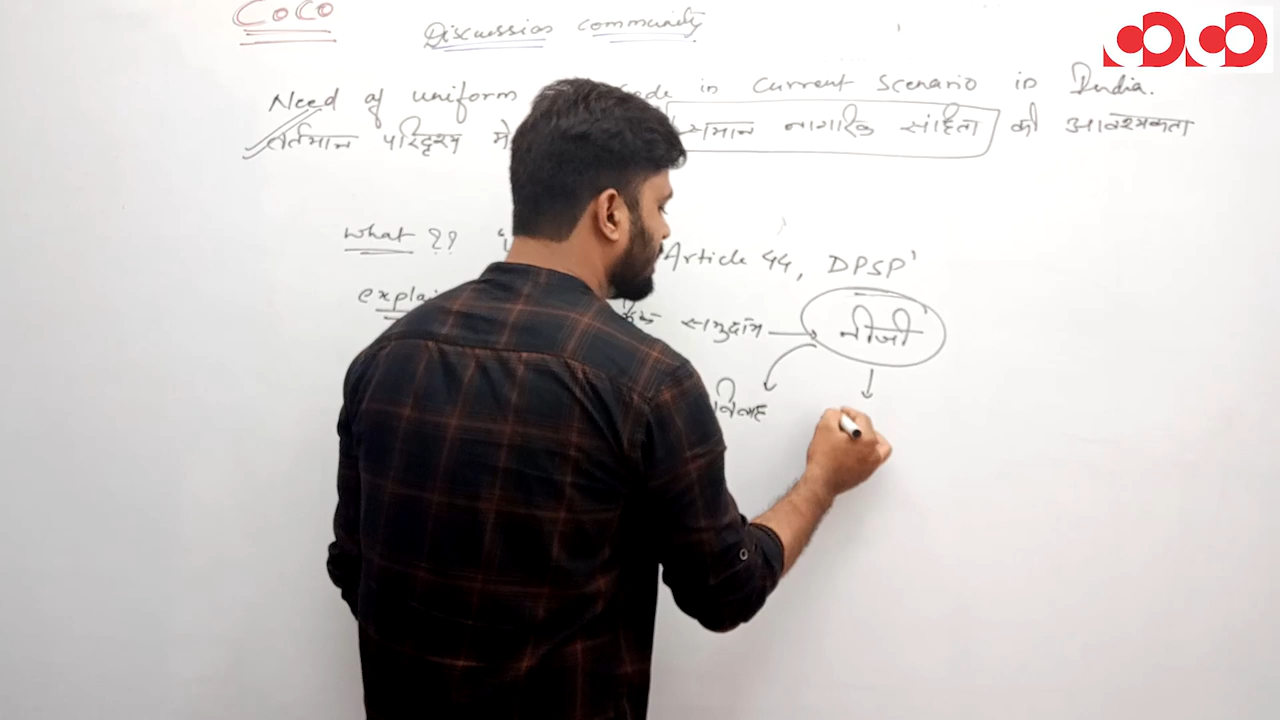 CoCo
Discussion community
Need of uniform code in current scenario in India.
वर्तमान परिदृश्य में समान नागरिक संहिता की आवश्यकता
what ?? Article 44, DPSP'
समुदाय नीजी
विवाह